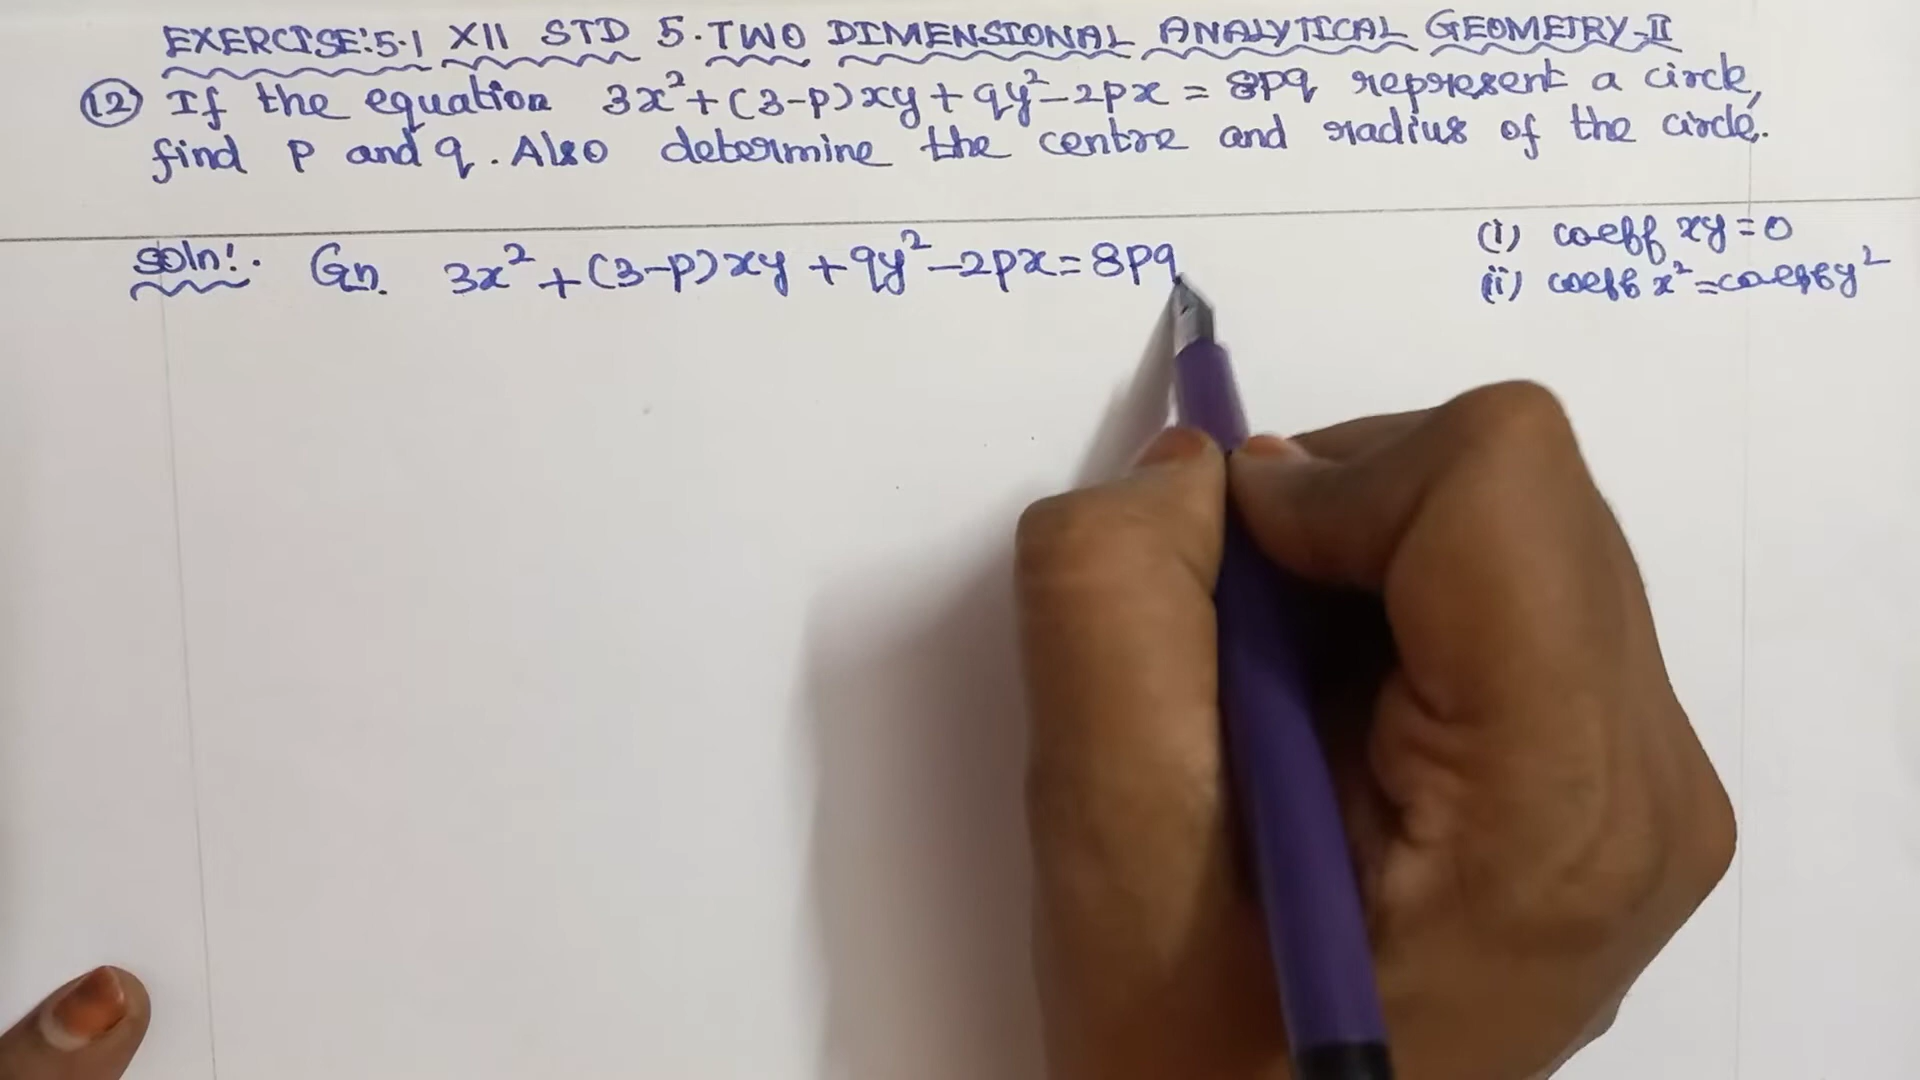 EXERCISE:5.1 XII STD 5.TWO DIMENSIONAL ANALYTICAL GEOMETRY-II
(12) If the equation 3x²+(3-p)xy+qy²-2px=8pq represent a circle,
find p and q. Also determine the centre and radius of the circle.
Soln:. Gn. 3x²+(3-p)xy+qy²-2px=8pq
(i) coeff xy=0
(ii) coeff x²=coeff y²